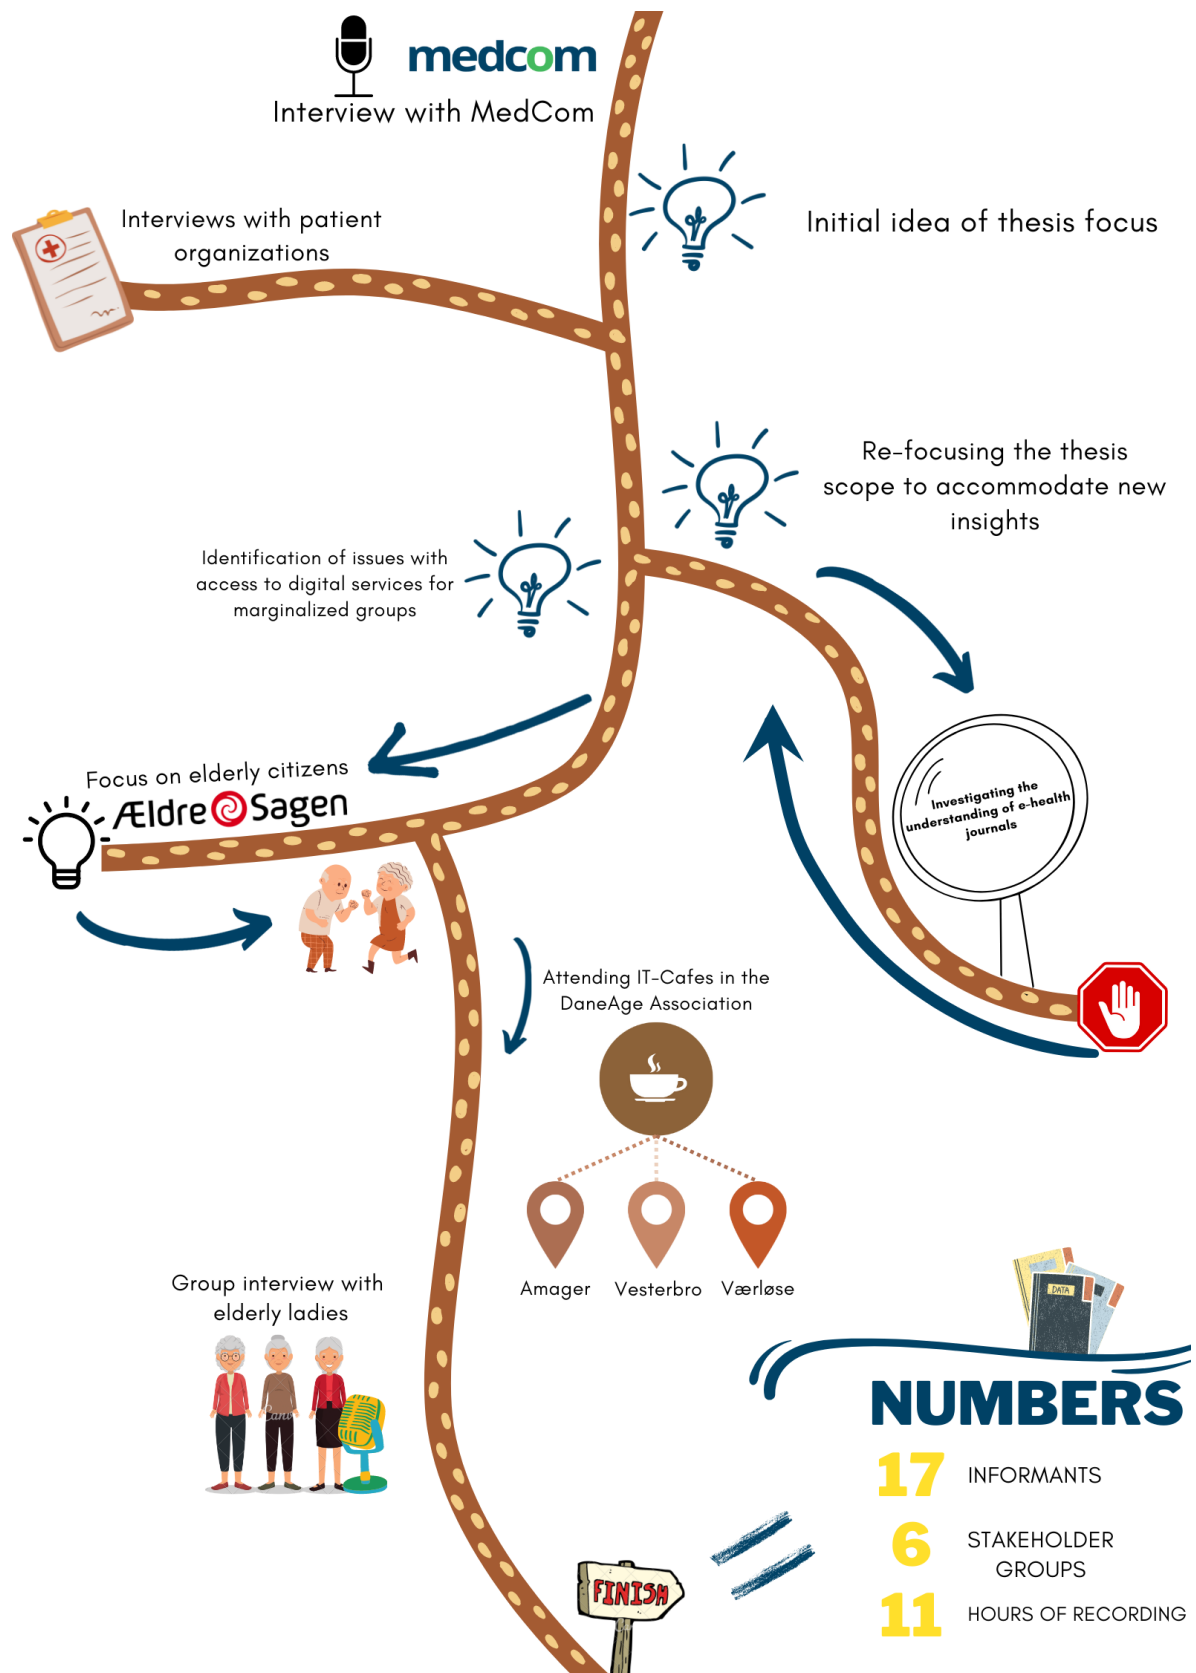 medcom
Interview with MedCom
Initial idea of thesis focus
Interviews with patient
organizations
Re-focusing the thesis
scope to accommodate new
insights
Identification of issues with
access to digital services for
marginalized groups
Focus on elderly citizens
ÆldreSagen
Investigating the
understanding of e-health
journals
Attending IT-Cafes in the
DaneAge Association
Amager
Vesterbro
Værløse
Group interview with
elderly ladies
Canva
DATA
NUMBERS
17 INFORMANTS
6 STAKEHOLDER
GROUPS
11 HOURS OF RECORDING
FINISH